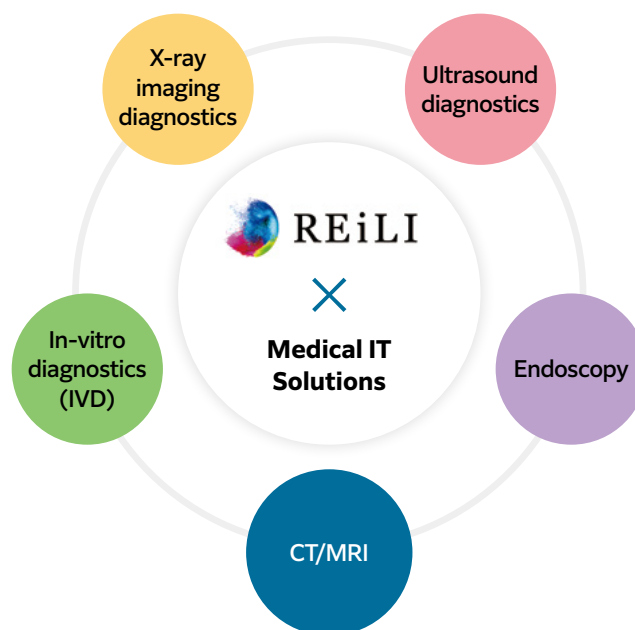 X-ray
imaging
diagnostics
Ultrasound
diagnostics
REiLI
×
Medical IT
Solutions
In-vitro
diagnostics
(IVD)
Endoscopy
CT/MRI